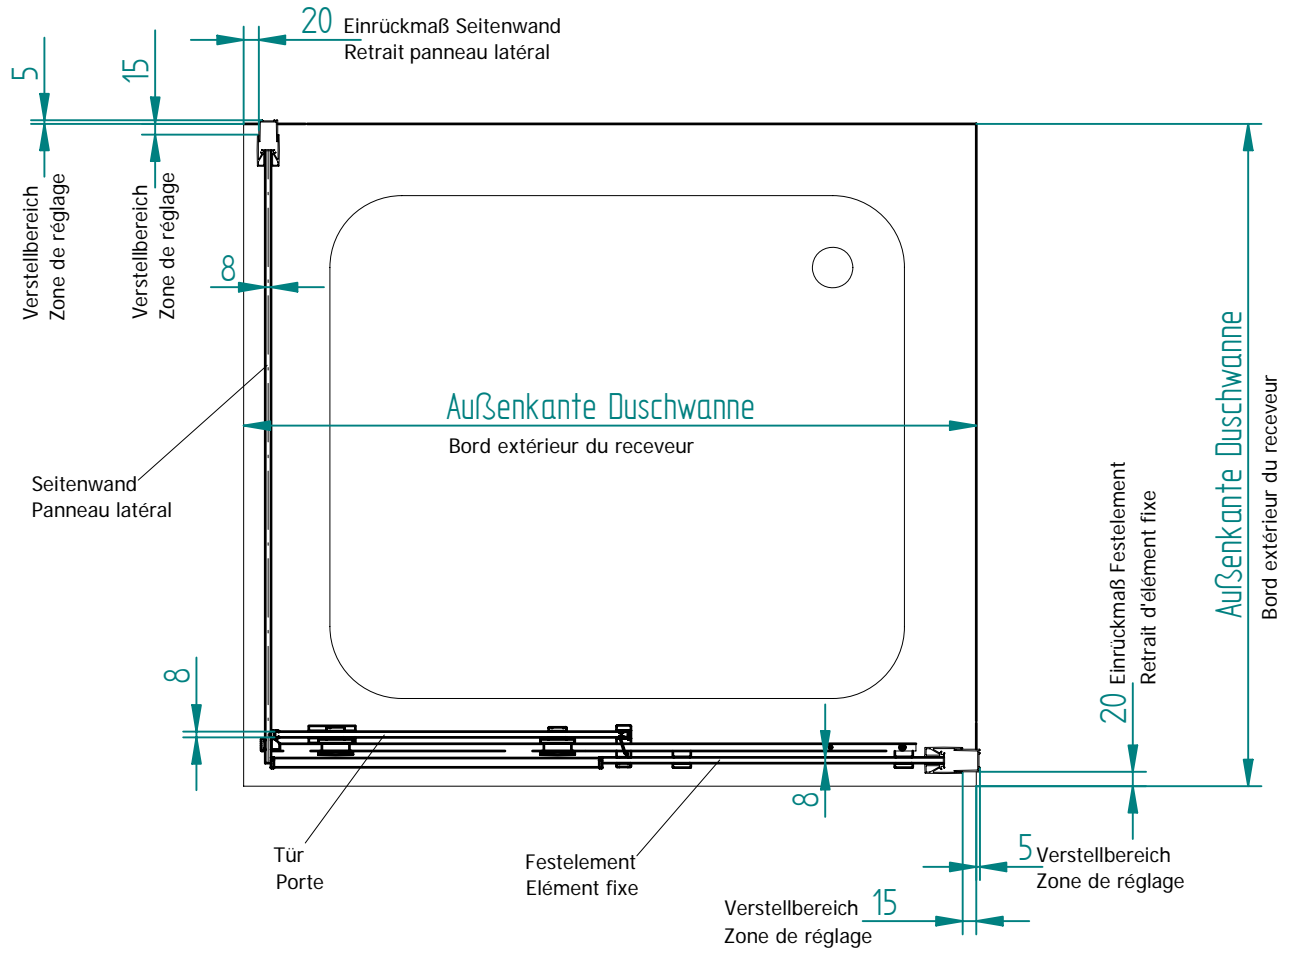 20 Einrückmaß Seitenwand
Retrait panneau latéral
5
15
Verstellbereich
Zone de réglage
Verstellbereich
Zone de réglage
8
Außenkante Duschwanne
Bord extérieur du receveur
Außenkante Duschwanne
Bord extérieur du receveur
Seitenwand
Panneau latéral
20 Einrückmaß Festelement
Retrait d'élément fixe
8
8
Tür
Porte
Festelement
Elément fixe
5 Verstellbereich
Zone de réglage
Verstellbereich 15
Zone de réglage